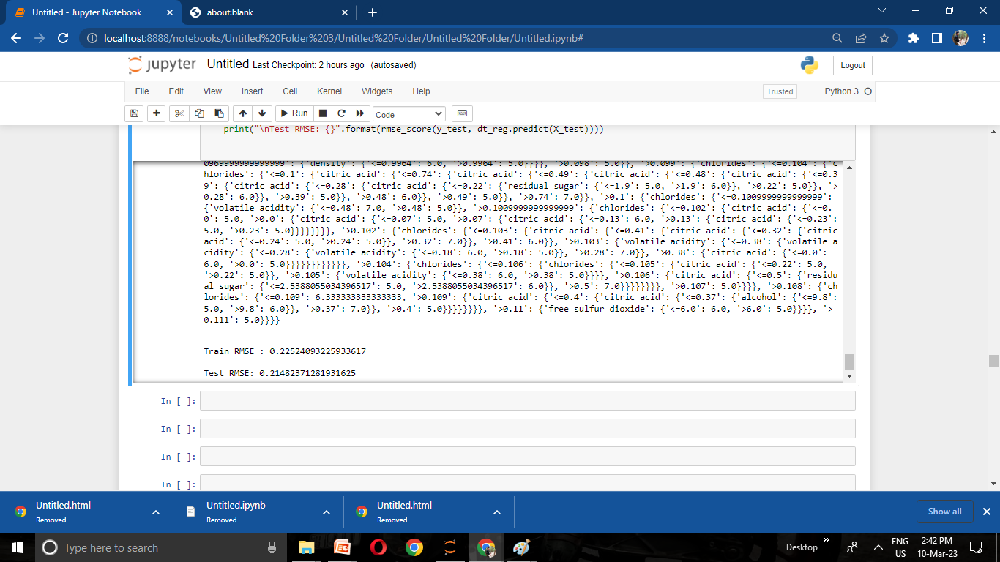 Untitled - Jupyter Notebook
about:blank
localhost:8888/notebooks/Untitled%20Folder%203/Untitled%20Folder/Untitled%20Folder/Untitled.ipynb#
jupyter Untitled Last Checkpoint: 2 hours ago (autosaved)
Logout
File Edit View Insert Cell Kernel Widgets Help
Trusted
Python 3
Run
Code
print("\nTest RMSE: {}".format(rmse_score(y_test, dt_reg.predict(X_test))))
0969999999999999': {'density': {'<=0.9964': 6.0, '>0.9964': 5.0}}}}, '>0.098': 5.0}}, '>0.099': {'chlorides': {'<=0.104': {'c
hlorides': {'<=0.1': {'citric acid': {'<=0.74': {'citric acid': {'<=0.49': {'citric acid': {'<=0.48': {'citric acid': {'<=0.3
9': {'citric acid': {'<=0.28': {'citric acid': {'<=0.22': {'residual sugar': {'<=1.9': 5.0, '>1.9': 6.0}}, '>0.22': 5.0}}, '>
0.28': 6.0}}, '>0.39': 5.0}}, '>0.48': 6.0}}, '>0.49': 5.0}}, '>0.74': 7.0}}, '>0.1': {'chlorides': {'<=0.1009999999999999':
{'volatile acidity': {'<=0.48': 7.0, '>0.48': 5.0}}, '>0.1009999999999999': {'chlorides': {'<=0.102': {'citric acid': {'<=0.
0': 5.0, '>0.0': {'citric acid': {'<=0.07': 5.0, '>0.07': {'citric acid': {'<=0.13': 6.0, '>0.13': {'citric acid': {'<=0.23':
5.0, '>0.23': 5.0}}}}}}}}, '>0.102': {'chlorides': {'<=0.103': {'citric acid': {'<=0.41': {'citric acid': {'<=0.32': {'citric
acid': {'<=0.24': 5.0, '>0.24': 5.0}}, '>0.32': 7.0}}, '>0.41': 6.0}}, '>0.103': {'volatile acidity': {'<=0.38': {'volatile a
cidity': {'<=0.28': {'volatile acidity': {'<=0.18': 6.0, '>0.18': 5.0}}, '>0.28': 7.0}}, '>0.38': {'citric acid': {'<=0.0':
6.0, '>0.0': 5.0}}}}}}}}}}}}, '>0.104': {'chlorides': {'<=0.106': {'chlorides': {'<=0.105': {'citric acid': {'<=0.22': 5.0,
'>0.22': 5.0}}, '>0.105': {'volatile acidity': {'<=0.38': 6.0, '>0.38': 5.0}}}}, '>0.106': {'citric acid': {'<=0.5': {'residu
al sugar': {'<=2.5388055034396517': 5.0, '>2.5388055034396517': 6.0}}, '>0.5': 7.0}}}}}}}}, '>0.107': 5.0}}}}, '>0.108': {'ch
lorides': {'<=0.109': 6.333333333333333, '>0.109': {'citric acid': {'<=0.4': {'citric acid': {'<=0.37': {'alcohol': {'<=9.8':
5.0, '>9.8': 6.0}}, '>0.37': 7.0}}, '>0.4': 5.0}}}}}}}}, '>0.11': {'free sulfur dioxide': {'<=6.0': 6.0, '>6.0': 5.0}}}}, '>
0.111': 5.0}}}}
Train RMSE : 0.22524093225933617
Test RMSE: 0.21482371281931625
In [ ]:
In [ ]:
In [ ]:
In [ ]:
Untitled.html
Removed
Untitled.ipynb
Removed
Untitled.html
Removed
Show all
Type here to search
Desktop
ENG
US
2:42 PM
10-Mar-23